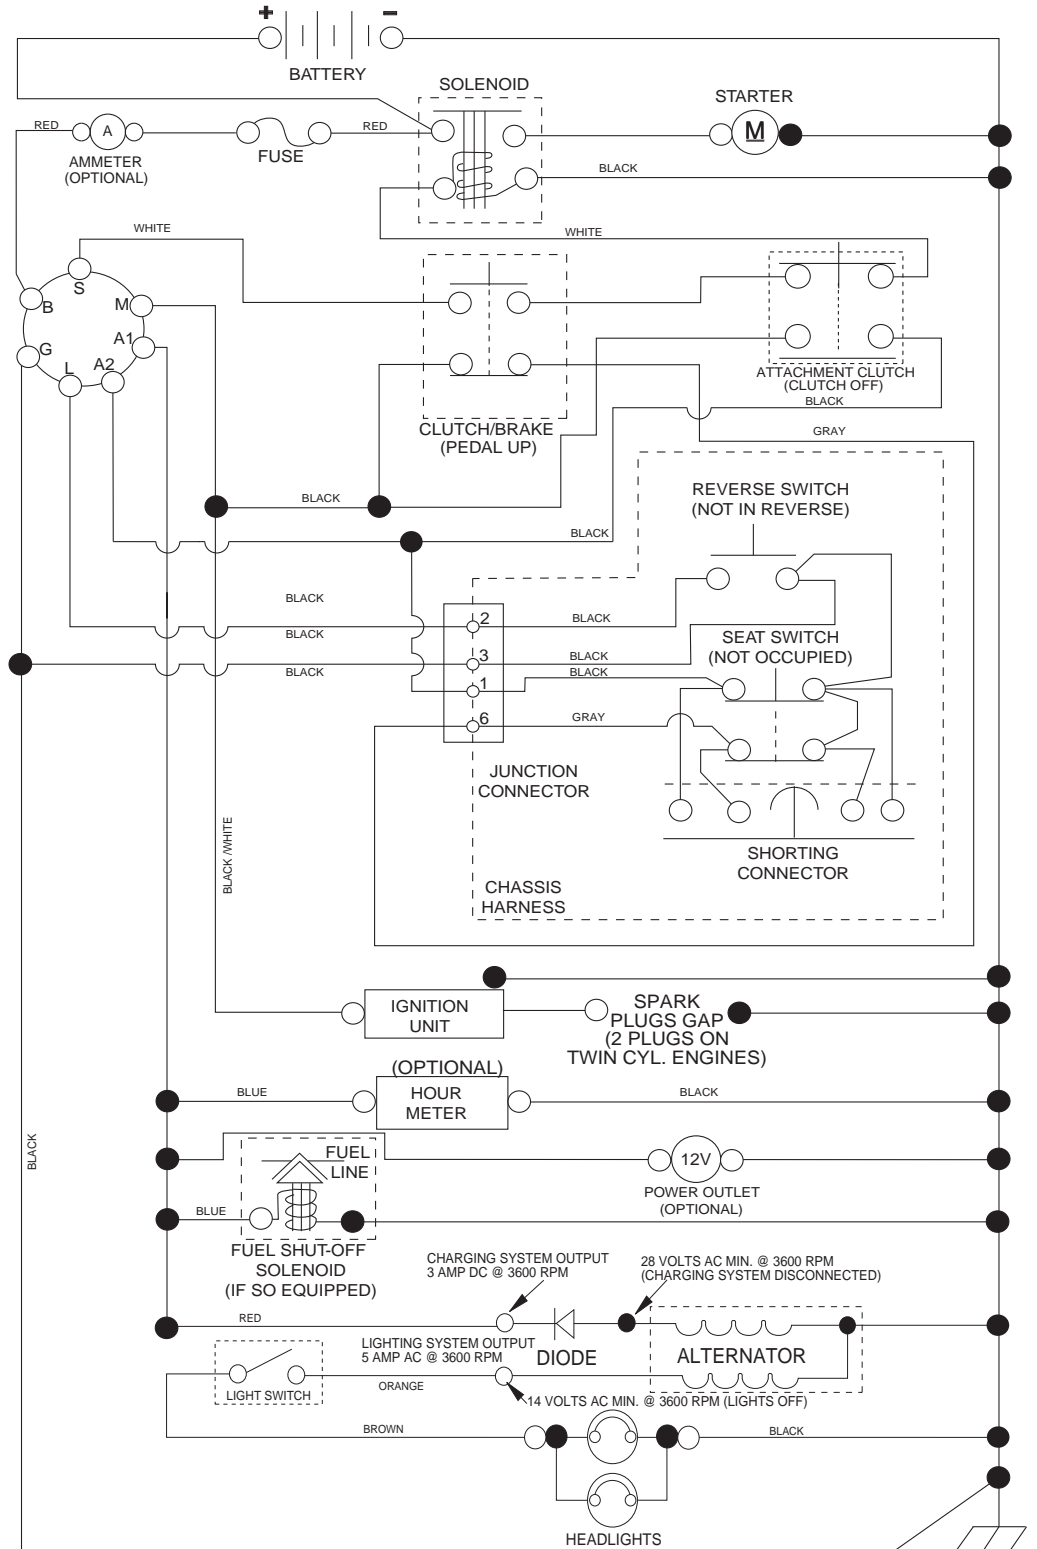 + −
BATTERY
SOLENOID
STARTER
RED
A
RED
M
AMMETER
(OPTIONAL)
FUSE
BLACK
WHITE
WHITE
S
B
M
G
A1
L
A2
ATTACHMENT CLUTCH
(CLUTCH OFF)
BLACK
CLUTCH/BRAKE
(PEDAL UP)
GRAY
BLACK
REVERSE SWITCH
(NOT IN REVERSE)
BLACK
BLACK
2
BLACK
BLACK
SEAT SWITCH
(NOT OCCUPIED)
3
BLACK
BLACK
1
BLACK
6
GRAY
JUNCTION
CONNECTOR
BLACK /WHITE
SHORTING
CONNECTOR
CHASSIS
HARNESS
IGNITION
UNIT
SPARK
PLUGS GAP
(2 PLUGS ON
TWIN CYL. ENGINES)
(OPTIONAL)
HOUR
METER
BLUE
BLACK
BLACK
FUEL
LINE
12V
POWER OUTLET
(OPTIONAL)
BLUE
FUEL SHUT-OFF
SOLENOID
(IF SO EQUIPPED)
CHARGING SYSTEM OUTPUT
3 AMP DC @ 3600 RPM
28 VOLTS AC MIN. @ 3600 RPM
(CHARGING SYSTEM DISCONNECTED)
RED
LIGHTING SYSTEM OUTPUT
5 AMP AC @ 3600 RPM
DIODE
ALTERNATOR
LIGHT SWITCH
ORANGE
14 VOLTS AC MIN. @ 3600 RPM (LIGHTS OFF)
BROWN
BLACK
HEADLIGHTS